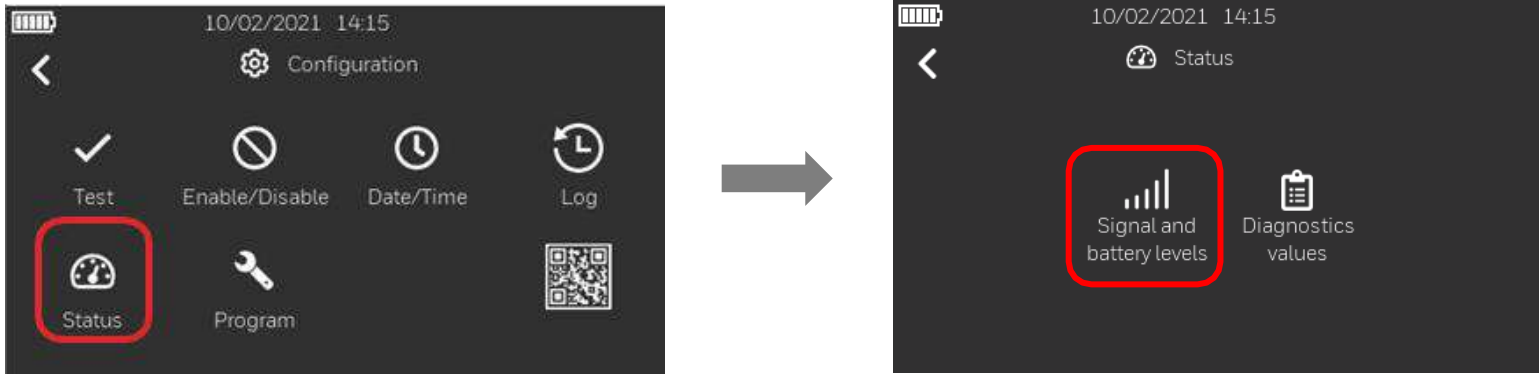 10/02/2021 14:15
Configuration
Test
Enable/Disable
Date/Time
Log
Status
Program
10/02/2021 14:15
Status
Signal and
battery levels
Diagnostics
values